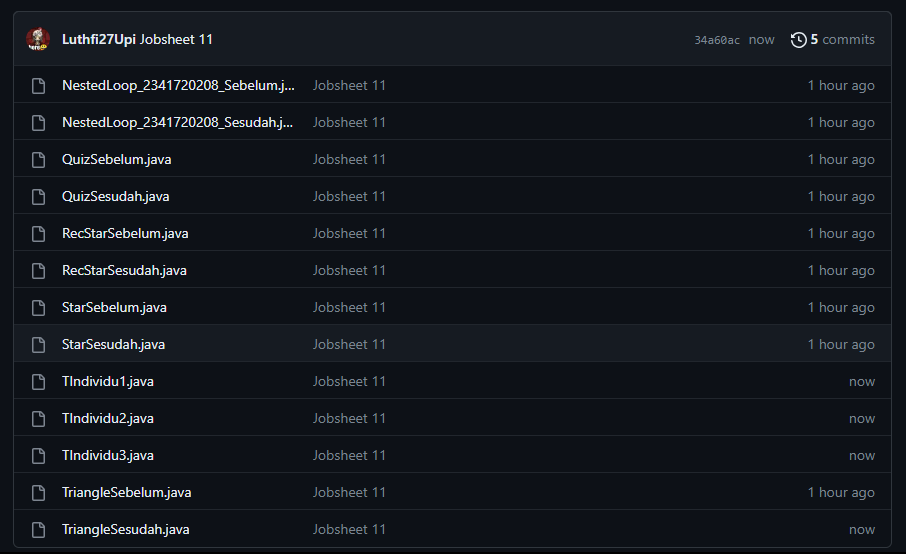 Luthfi27Upi Jobsheet 11 34a60ac now 5 commits
NestedLoop_2341720208_Sebelum.j... Jobsheet 11 1 hour ago
NestedLoop_2341720208_Sesudah.j... Jobsheet 11 1 hour ago
QuizSebelum.java Jobsheet 11 1 hour ago
QuizSesudah.java Jobsheet 11 1 hour ago
RecStarSebelum.java Jobsheet 11 1 hour ago
RecStarSesudah.java Jobsheet 11 1 hour ago
StarSebelum.java Jobsheet 11 1 hour ago
StarSesudah.java Jobsheet 11 1 hour ago
TIndividu1.java Jobsheet 11 now
TIndividu2.java Jobsheet 11 now
TIndividu3.java Jobsheet 11 now
TriangleSebelum.java Jobsheet 11 1 hour ago
TriangleSesudah.java Jobsheet 11 now